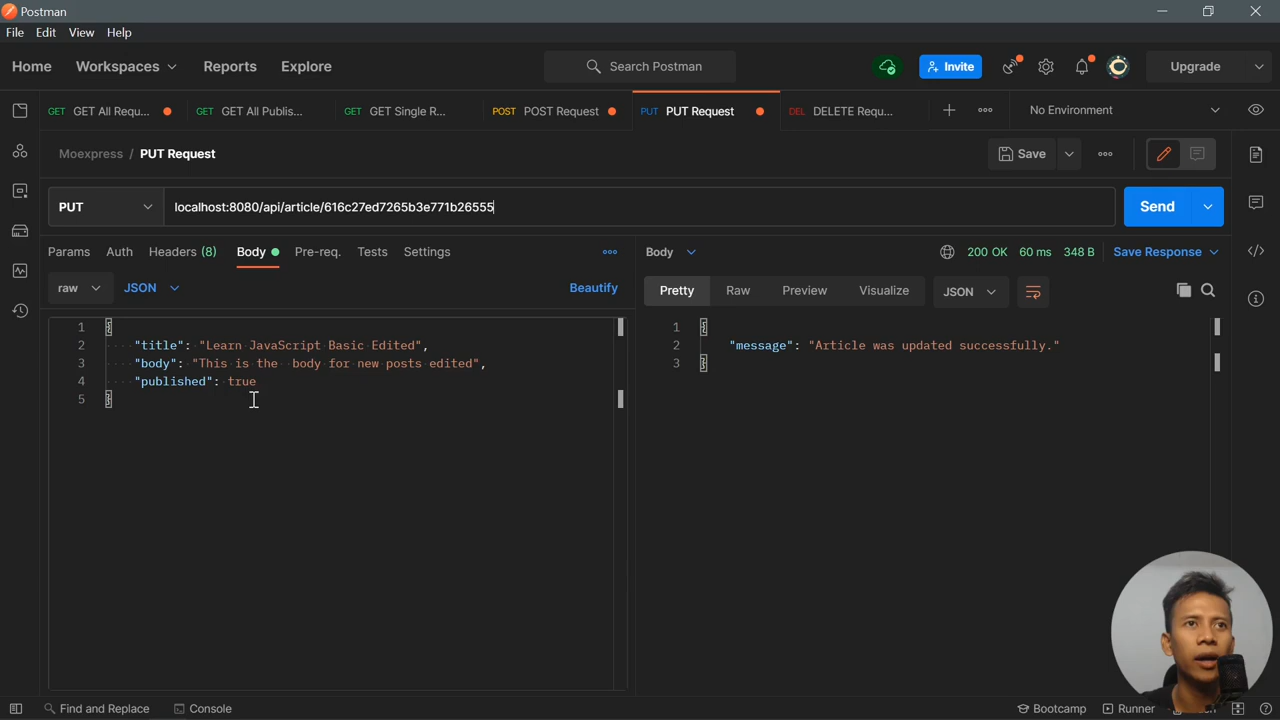 Postman
File Edit View Help
Home Workspaces Reports Explore Search Postman Invite Upgrade
GET GET All Requ... GET GET All Publis... GET GET Single R... POST POST Request PUT PUT Request DEL DELETE Requ... No Environment
Moexpress / PUT Request Save
PUT localhost:8080/api/article/616c27ed7265b3e771b26555 Send
Params Auth Headers (8) Body Pre-req. Tests Settings Body 200 OK 60 ms 348 B Save Response
raw JSON Beautify Pretty Raw Preview Visualize JSON
1 {
2 "title": "Learn JavaScript Basic Edited",
3 "body": "This is the  body for new posts edited",
4 "published": true
5 }
1 {
2 "message": "Article was updated successfully."
3 }
Find and Replace Console Bootcamp Runner